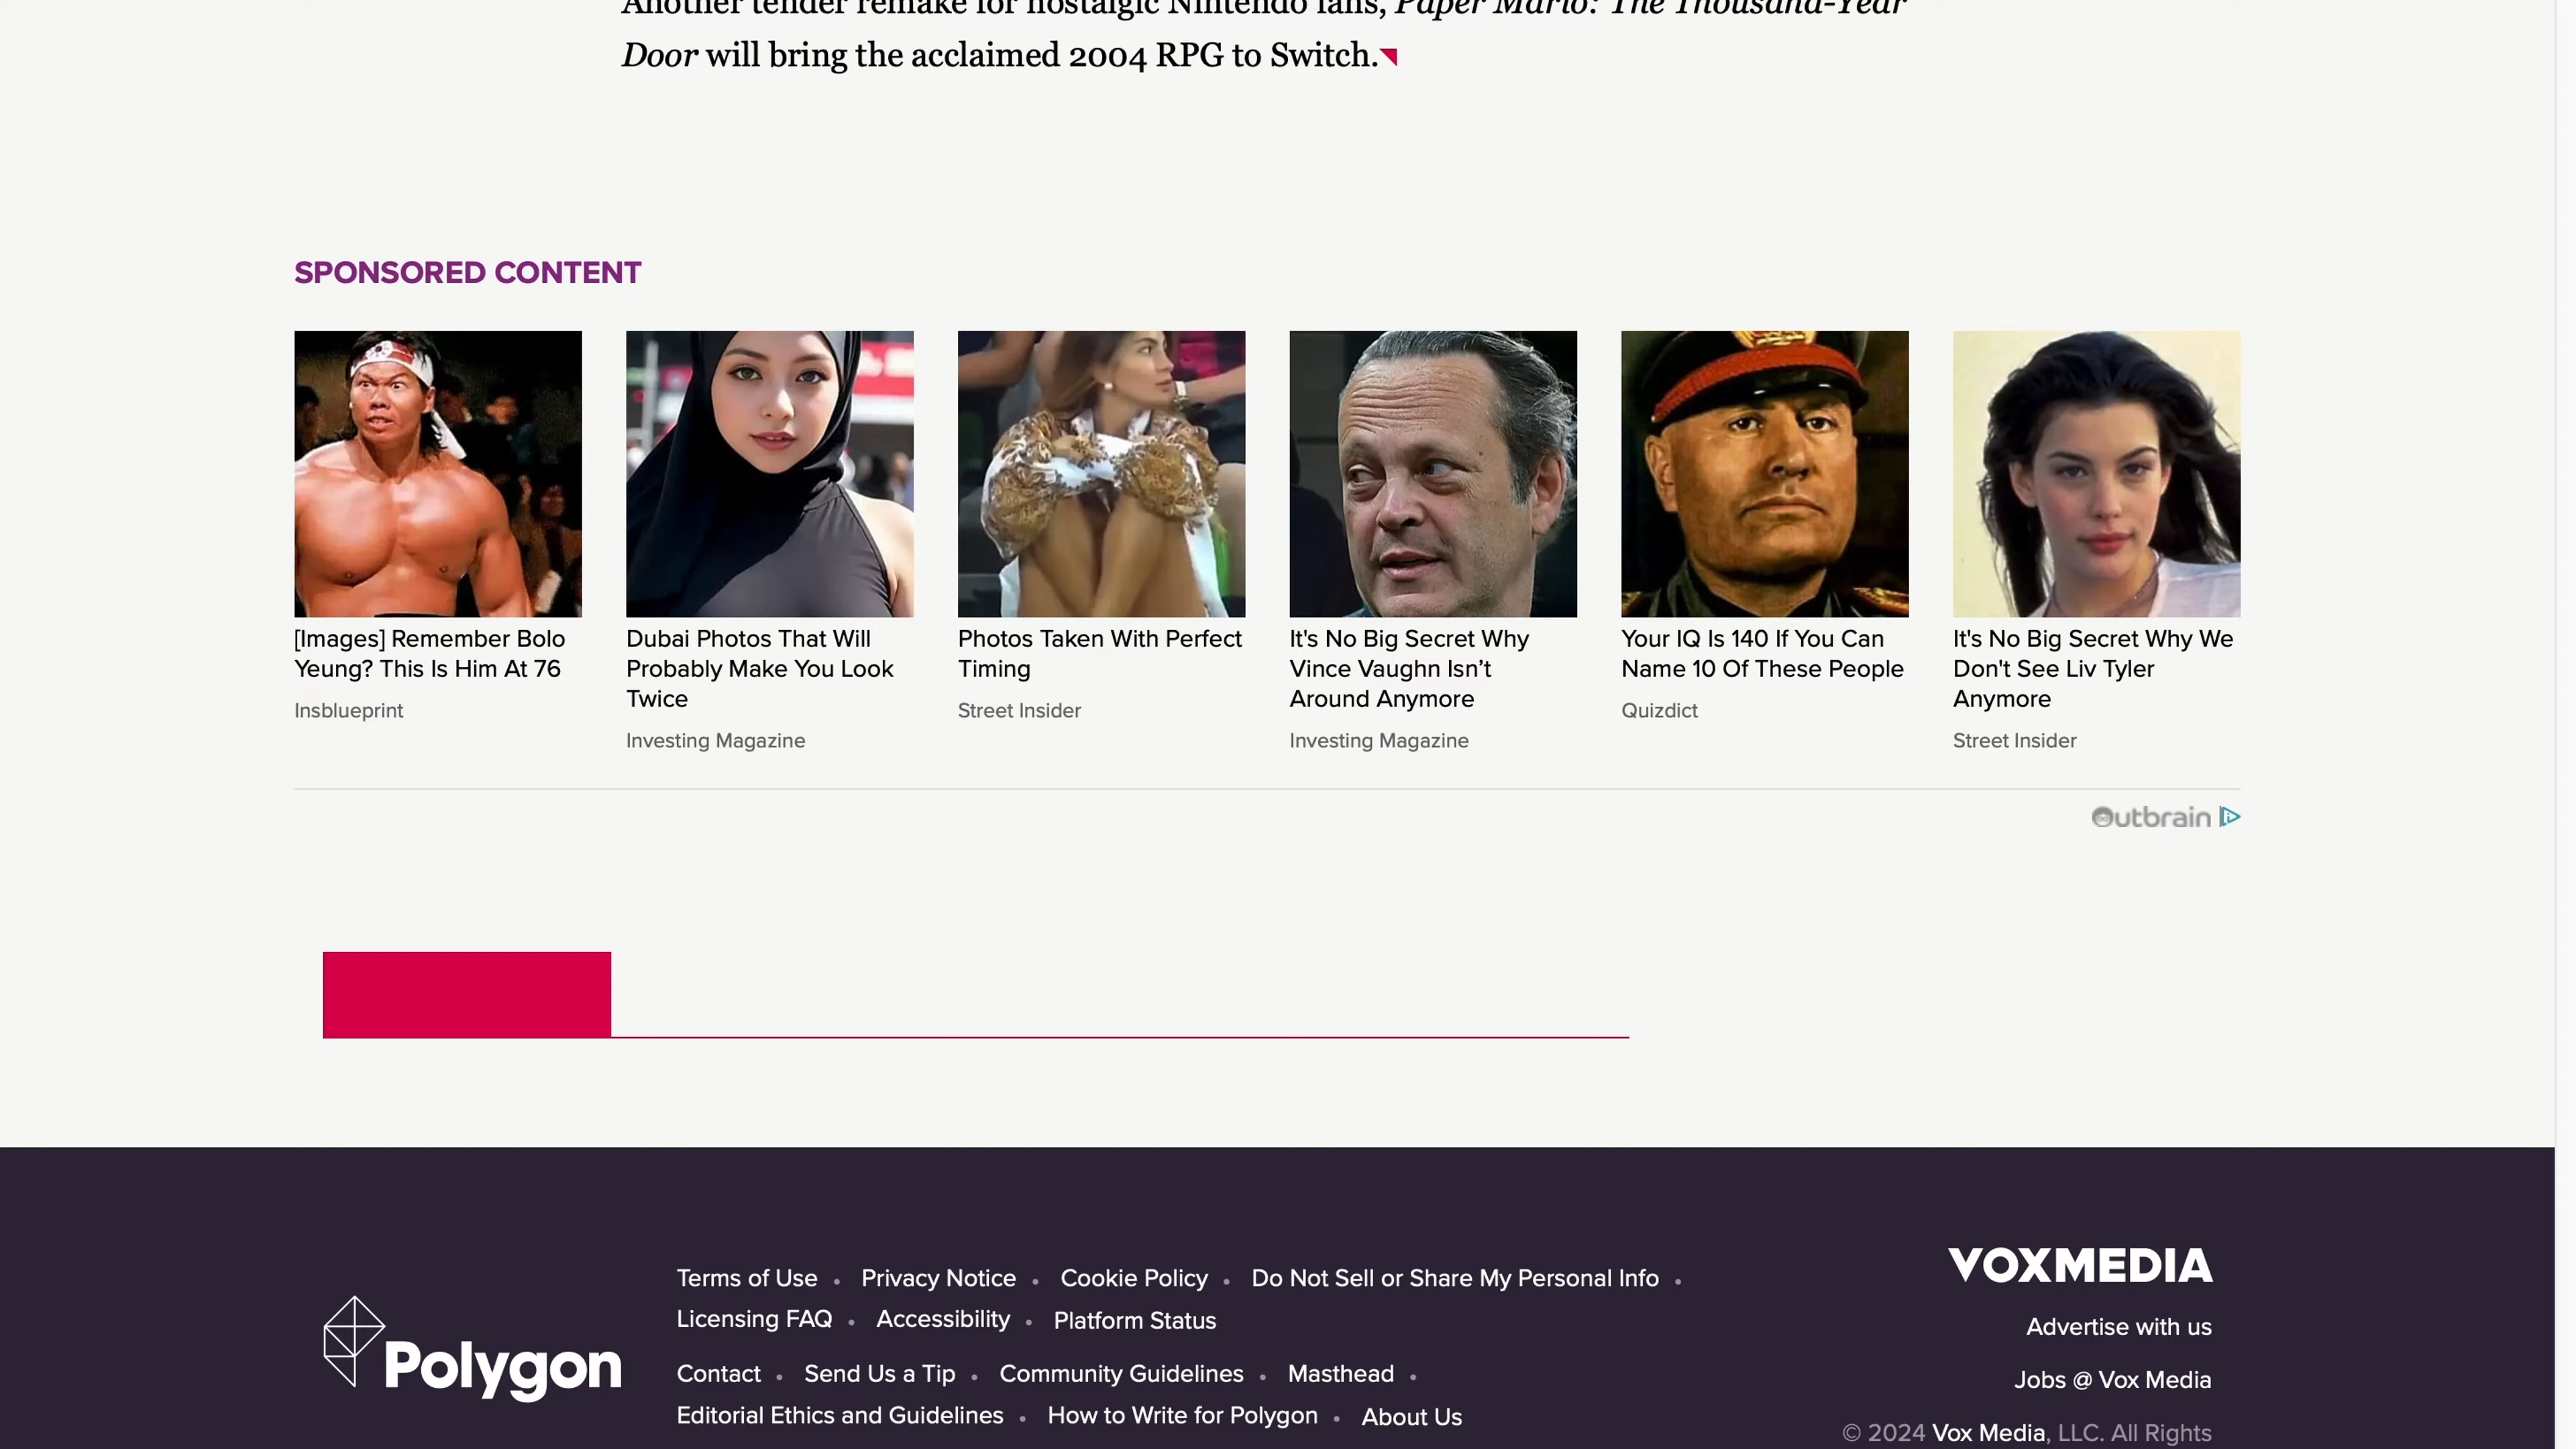 Another tender remake for nostalgic Nintendo fans, Paper Mario: The Thousand-Year
Door will bring the acclaimed 2004 RPG to Switch.
SPONSORED CONTENT
[Images] Remember Bolo
Yeung? This Is Him At 76
Insblueprint
Dubai Photos That Will
Probably Make You Look
Twice
Investing Magazine
Photos Taken With Perfect
Timing
Street Insider
It's No Big Secret Why
Vince Vaughn Isn’t
Around Anymore
Investing Magazine
Your IQ Is 140 If You Can
Name 10 Of These People
Quizdict
It's No Big Secret Why We
Don't See Liv Tyler
Anymore
Street Insider
Outbrain
Polygon
Terms of Use • Privacy Notice • Cookie Policy • Do Not Sell or Share My Personal Info •
Licensing FAQ • Accessibility • Platform Status
Contact • Send Us a Tip • Community Guidelines • Masthead •
Editorial Ethics and Guidelines • How to Write for Polygon • About Us
VOXMEDIA
Advertise with us
Jobs @ Vox Media
© 2024 Vox Media, LLC. All Rights